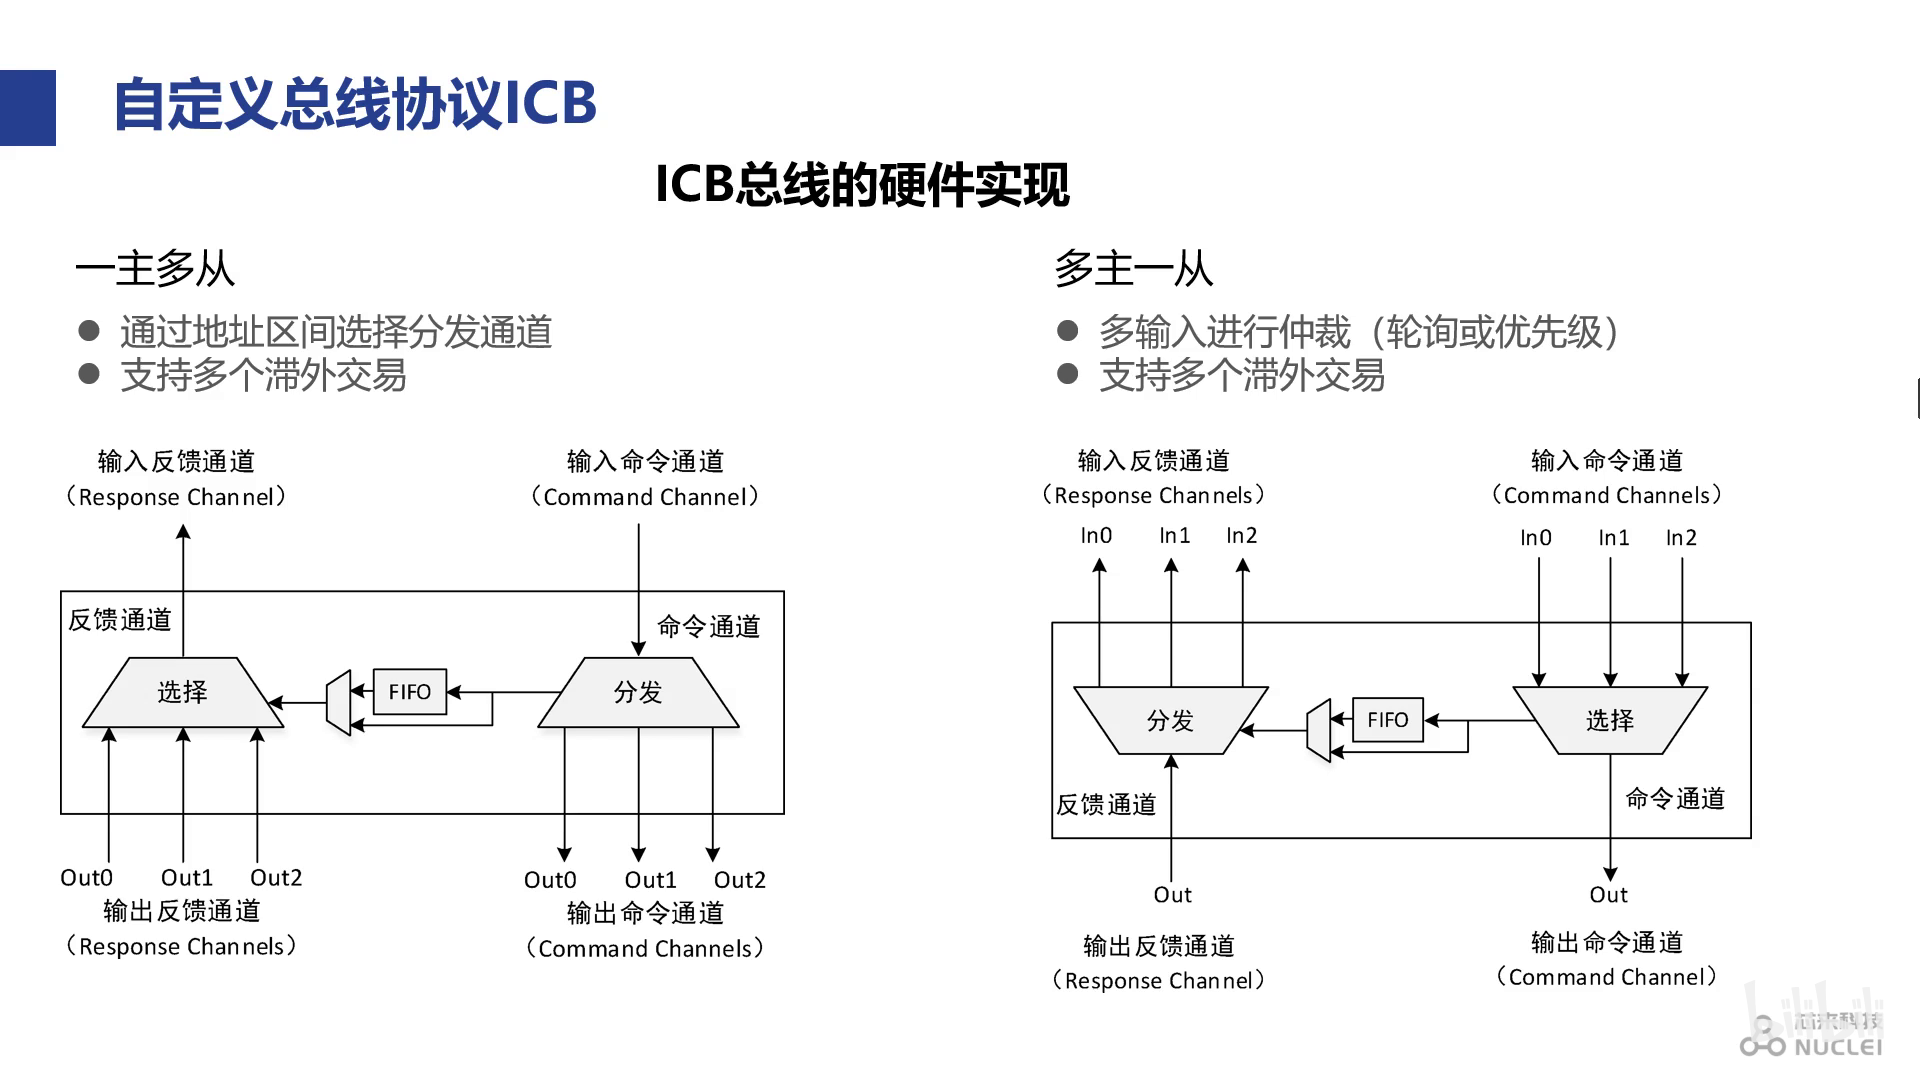 自定义总线协议ICB
ICB总线的硬件实现
一主多从
● 通过地址区间选择分发通道
● 支持多个滞外交易
输入反馈通道
（Response Channel）
输入命令通道
（Command Channel）
反馈通道
命令通道
选择
FIFO
分发
Out0 Out1 Out2
输出反馈通道
（Response Channels）
Out0 Out1 Out2
输出命令通道
（Command Channels）
多主一从
● 多输入进行仲裁（轮询或优先级）
● 支持多个滞外交易
输入反馈通道
（Response Channels）
In0 In1 In2
输入命令通道
（Command Channels）
In0 In1 In2
分发
FIFO
选择
反馈通道
命令通道
Out
输出反馈通道
（Response Channel）
Out
输出命令通道
（Command Channel）
bilibili
芯来科技
NUCLEI